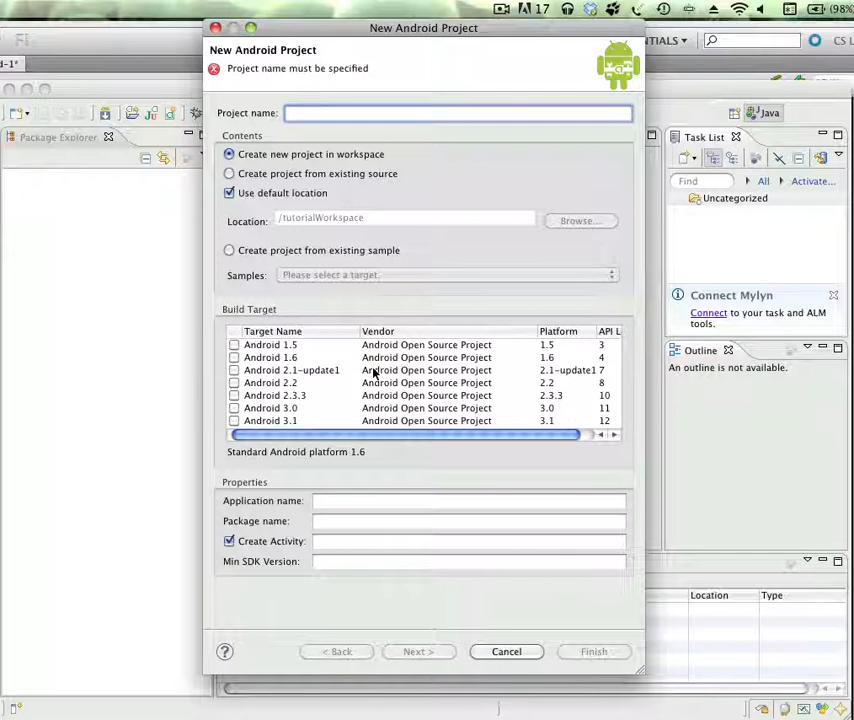 17
(98%)
New Android Project
Fi
ENTIALS
CS L
d-1*
New Android Project
Project name must be specified
Project name:
Java
Contents
Package Explorer
Task List
Create new project in workspace
Create project from existing source
Find
All
Activate...
Use default location
Uncategorized
Location:
/tutorialWorkspace
Browse...
Create project from existing sample
Samples:
Please select a target.
Connect Mylyn
Connect to your task and ALM
tools.
Build Target
Target Name Vendor Platform API L
Android 1.5 Android Open Source Project 1.5 3
Android 1.6 Android Open Source Project 1.6 4
Android 2.1-update1 Android Open Source Project 2.1-update1 7
Android 2.2 Android Open Source Project 2.2 8
Android 2.3.3 Android Open Source Project 2.3.3 10
Android 3.0 Android Open Source Project 3.0 11
Android 3.1 Android Open Source Project 3.1 12
Outline
An outline is not available.
Standard Android platform 1.6
Properties
Application name:
Package name:
Create Activity:
Min SDK Version:
Location
Type
?
< Back
Next >
Cancel
Finish